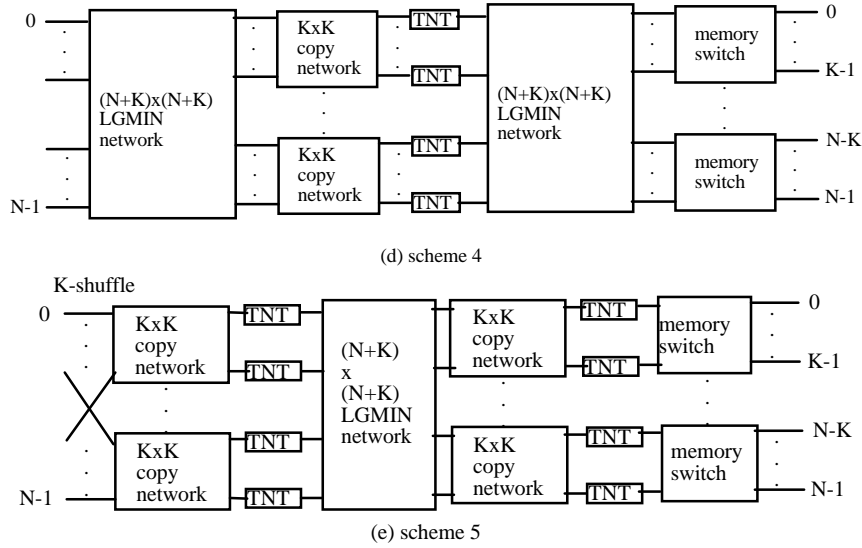 0
KxK
copy
network
TNT
TNT
(N+K)x(N+K)
LGMIN
network
KxK
copy
network
TNT
TNT
N-1
(N+K)x(N+K)
LGMIN
network
memory
switch
0
K-1
memory
switch
N-K
N-1
(d) scheme 4
K-shuffle
0
KxK
copy
network
TNT
TNT
KxK
copy
network
TNT
TNT
N-1
(N+K)
x
(N+K)
LGMIN
network
KxK
copy
network
TNT
TNT
KxK
copy
network
TNT
TNT
memory
switch
0
K-1
memory
switch
N-K
N-1
(e) scheme 5